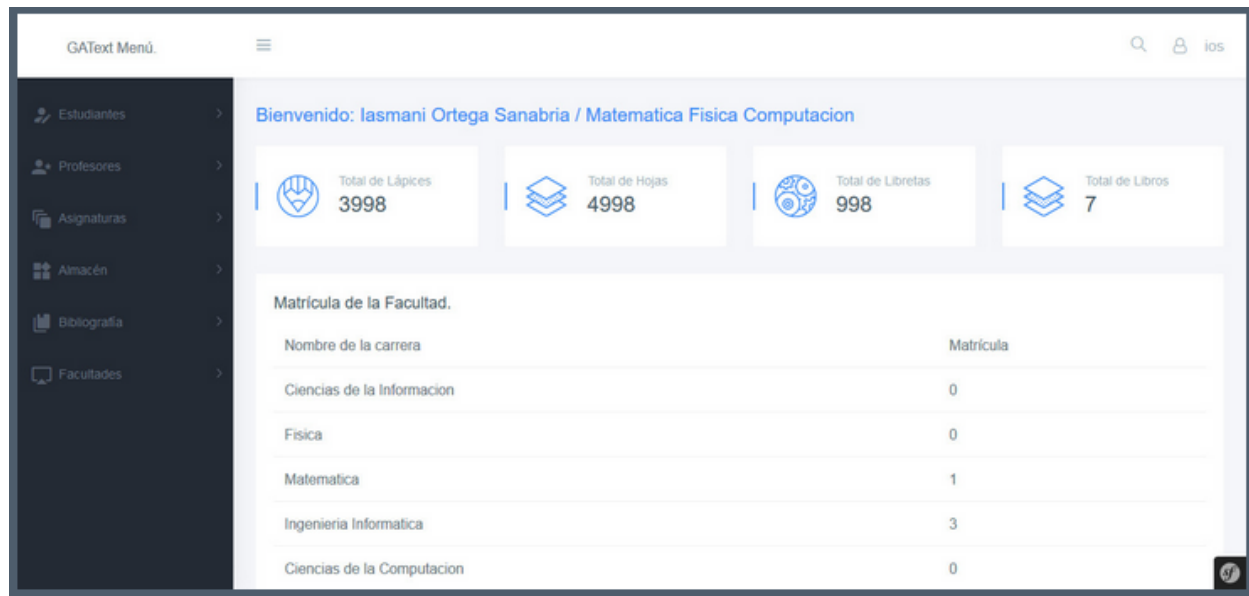 GAText Menú.
ios
Estudiantes
Profesores
Asignaturas
Almacén
Bibliografía
Facultades
Bienvenido: Iasmani Ortega Sanabria / Matematica Fisica Computacion
Total de Lápices
3998
Total de Hojas
4998
Total de Libretas
998
Total de Libros
7
Matrícula de la Facultad.
Nombre de la carrera Matrícula
Ciencias de la Informacion 0
Fisica 0
Matematica 1
Ingenieria Informatica 3
Ciencias de la Computacion 0
sf